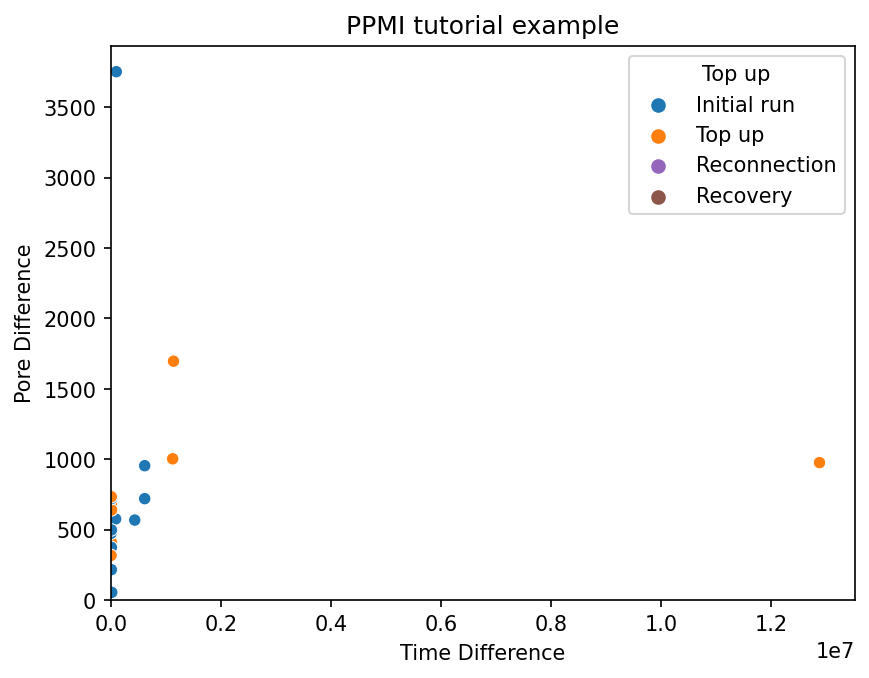 PPMI tutorial example
Top up
Initial run
Top up
Reconnection
Recovery
Pore Difference
3500
3000
2500
2000
1500
1000
500
0
0.0 0.2 0.4 0.6 0.8 1.0 1.2
1e7
Time Difference